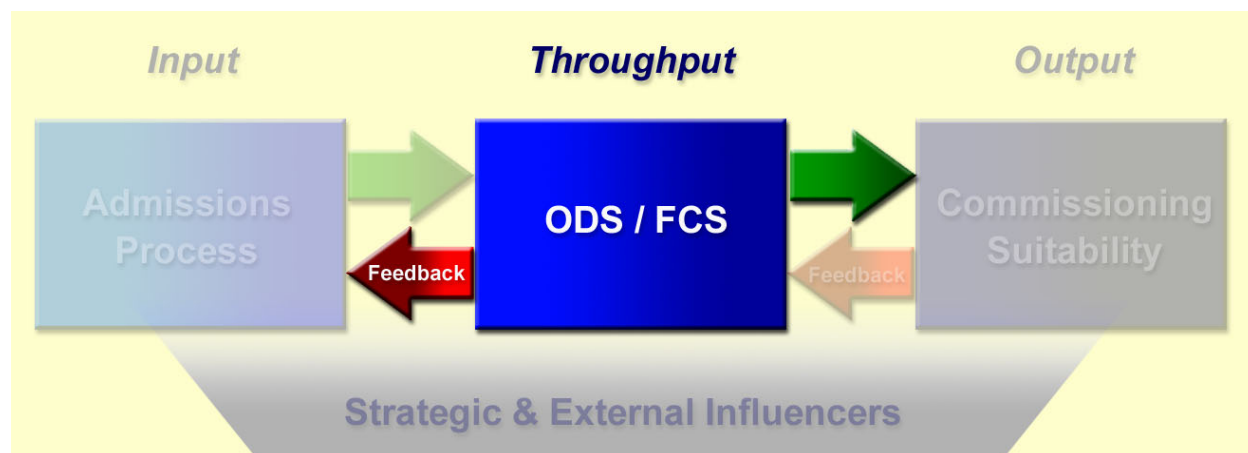 Input
Throughput
Output
Admissions
Process
Feedback
ODS / FCS
Feedback
Commissioning
Suitability
Strategic & External Influencers